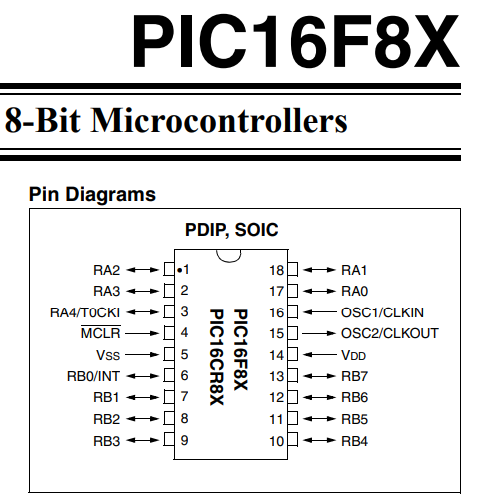 PIC16F8X
8-Bit Microcontrollers
Pin Diagrams
PDIP, SOIC
RA2 1 18 RA1
RA3 2 17 RA0
RA4/T0CKI 3 16 OSC1/CLKIN
MCLR 4 15 OSC2/CLKOUT
VSS 5 14 VDD
RB0/INT 6 13 RB7
RB1 7 12 RB6
RB2 8 11 RB5
RB3 9 10 RB4
PIC16F8X
PIC16CR8X